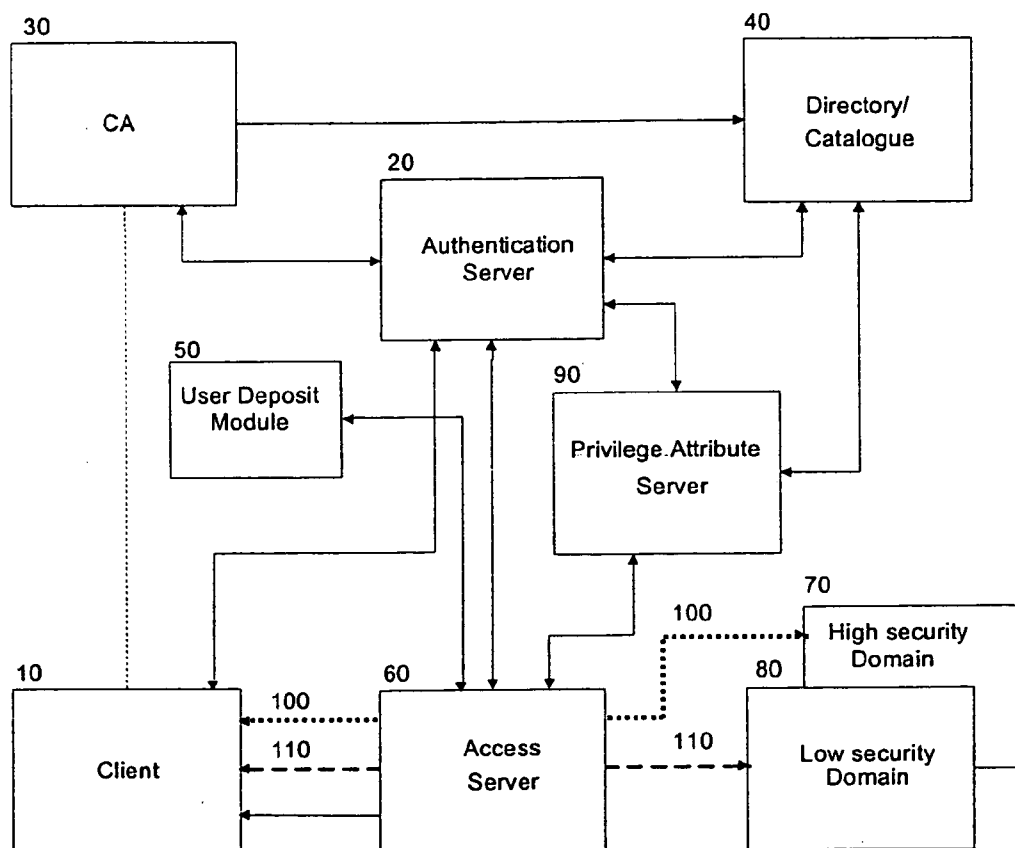 30
40
CA
Directory/
Catalogue
20
Authentication
Server
50
User Deposit
Module
90
Privilege.Attribute
Server
70
100
High security
Domain
10
60
80
100
110
110
Client
Access
Server
Low security
Domain